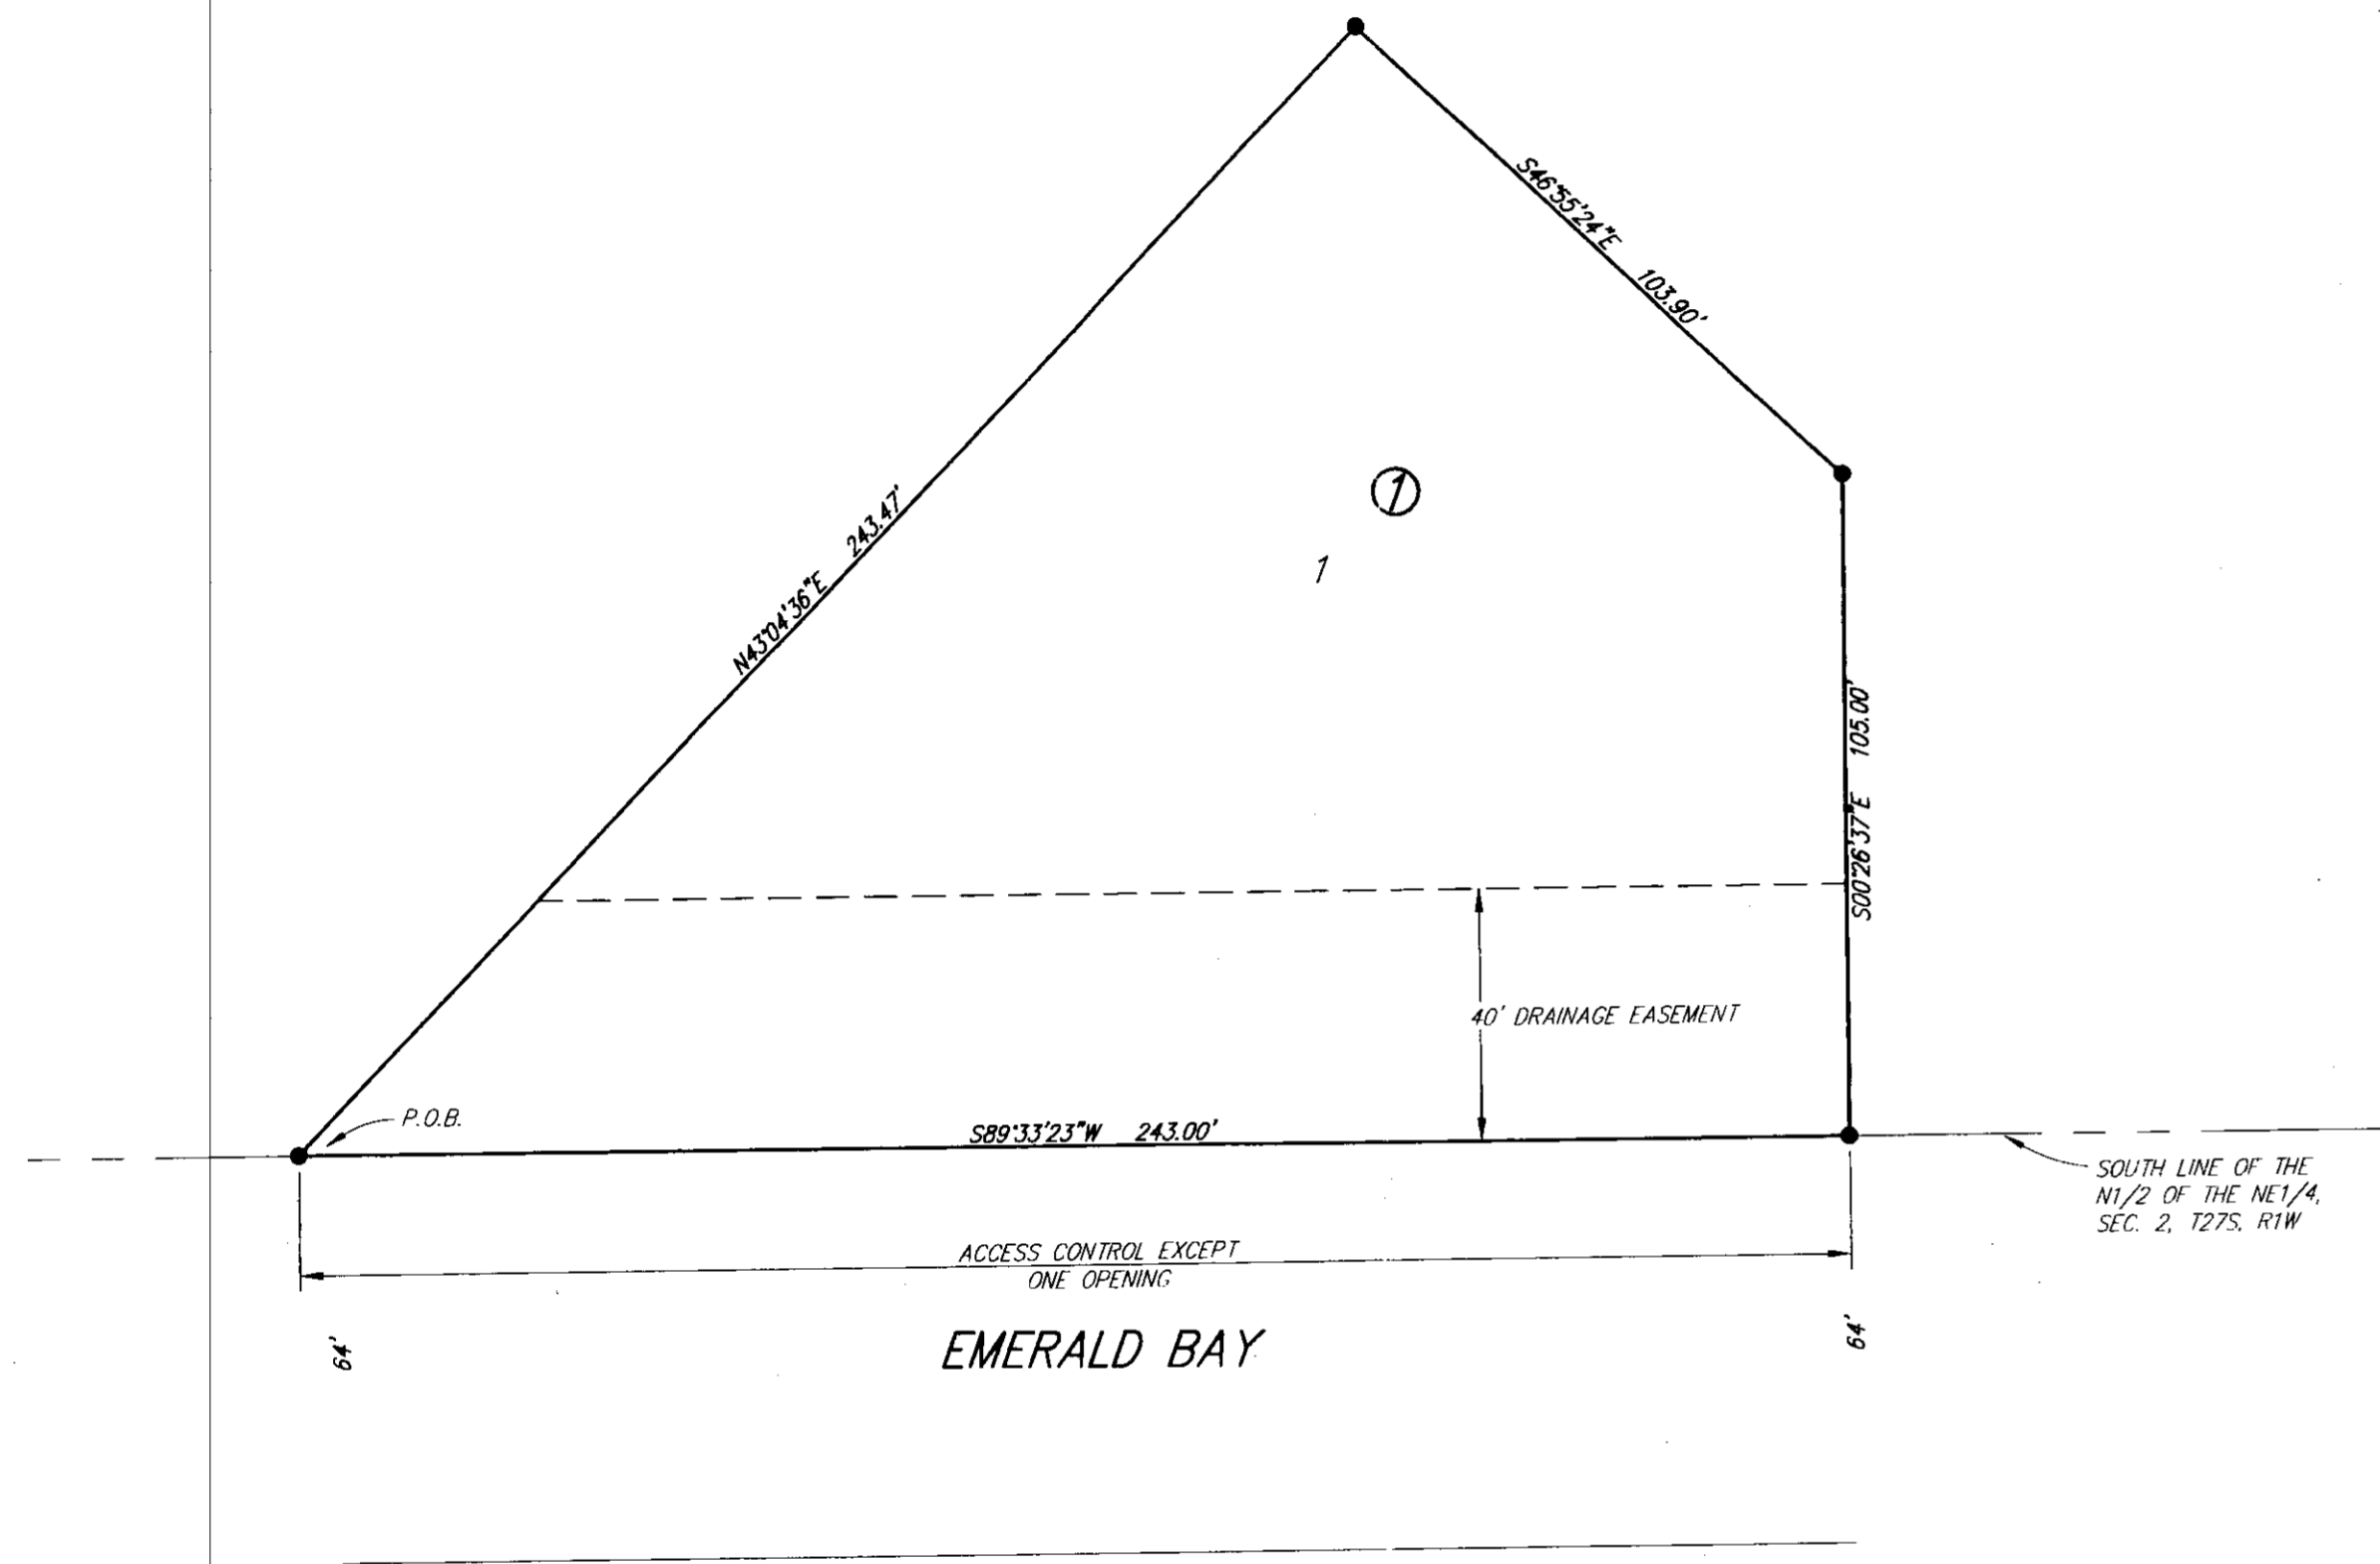 S46°55'24"E 103.90'
1
1
N43°04'36"E 243.47'
S00°26'37"E 105.00'
40' DRAINAGE EASEMENT
P.O.B.
S89°33'23"W 243.00'
SOUTH LINE OF THE
N1/2 OF THE NE1/4,
SEC. 2, T27S, R1W
ACCESS CONTROL EXCEPT
ONE OPENING
64'
EMERALD BAY
64'